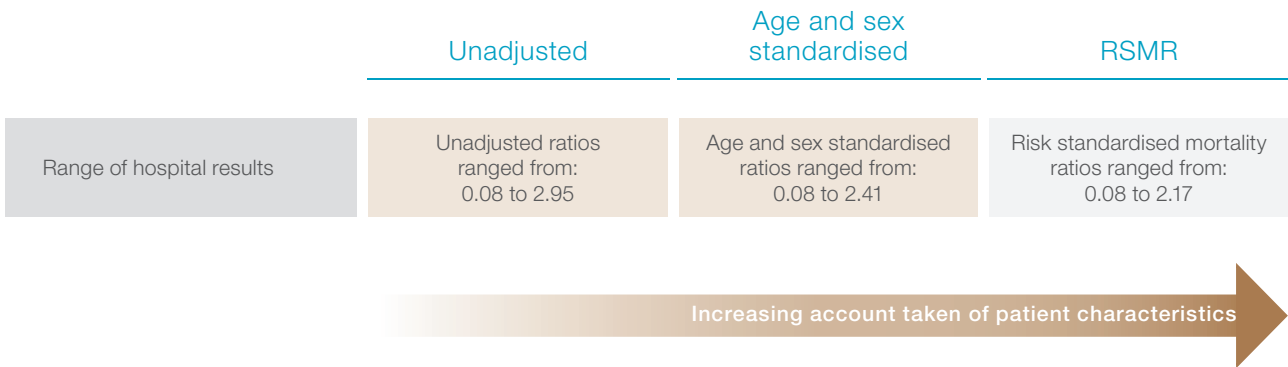 Unadjusted
Age and sex
standardised
RSMR
Range of hospital results
Unadjusted ratios
ranged from:
0.08 to 2.95
Age and sex standardised
ratios ranged from:
0.08 to 2.41
Risk standardised mortality
ratios ranged from:
0.08 to 2.17
Increasing account taken of patient characteristics